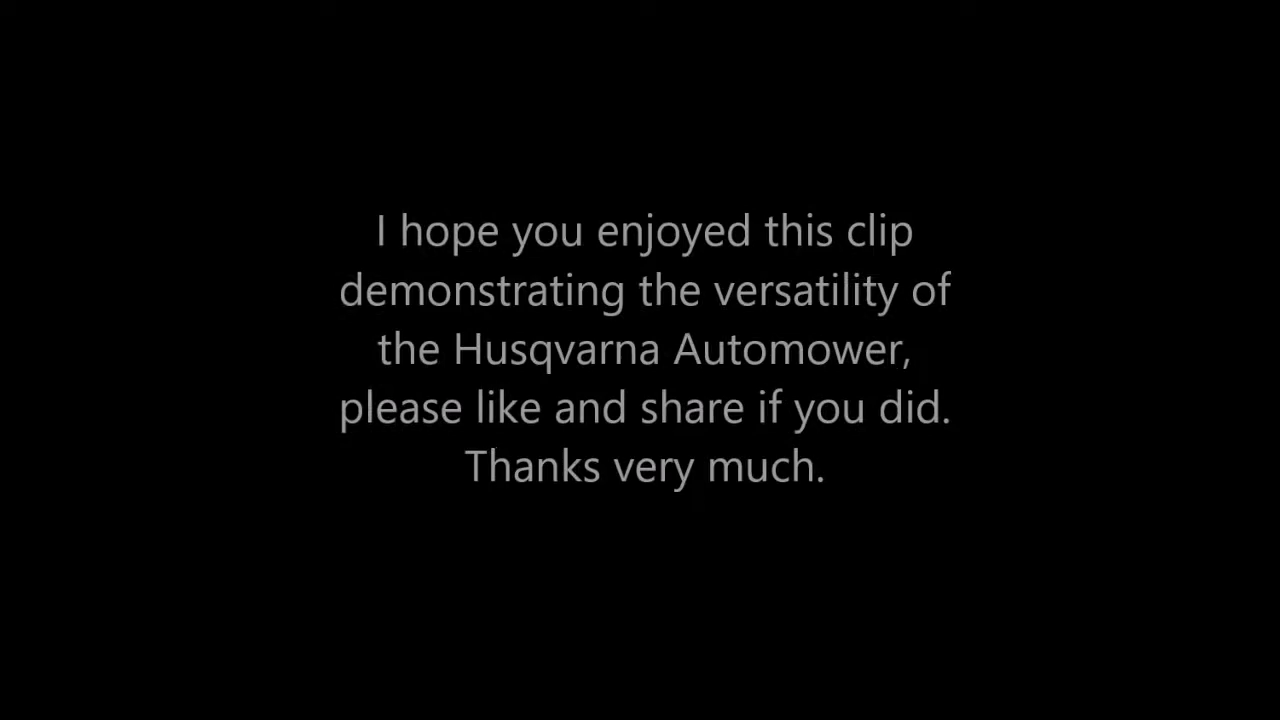 I hope you enjoyed this clip
demonstrating the versatility of
the Husqvarna Automower,
please like and share if you did.
Thanks very much.